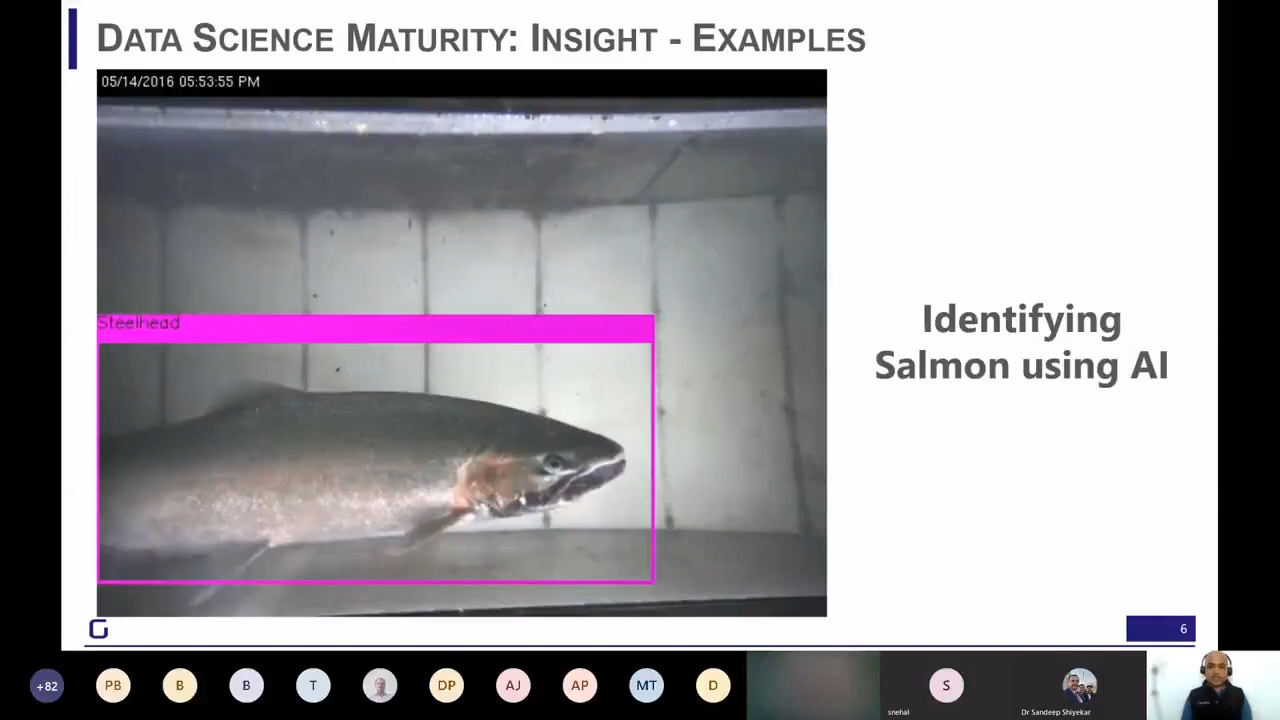 DATA SCIENCE MATURITY: INSIGHT - EXAMPLES
05/14/2016 05:53:55 PM
Steelhead
Identifying
Salmon using AI
G
6
+82
PB
B
B
T
DP
AJ
AP
MT
D
S
snehal
Dr Sandeep Shiyekar